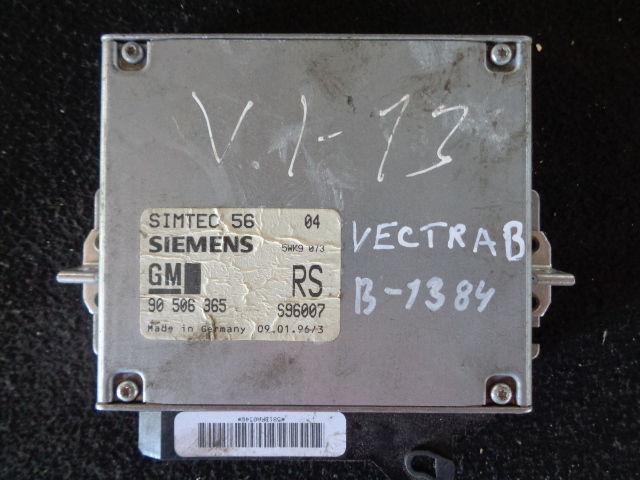 V.1-13
SIMTEC 56 04
SIEMENS 5WK9 073
GM RS
90 506 365 S96007
Made in Germany 09.01.96/3
VECTRA B
B-1384